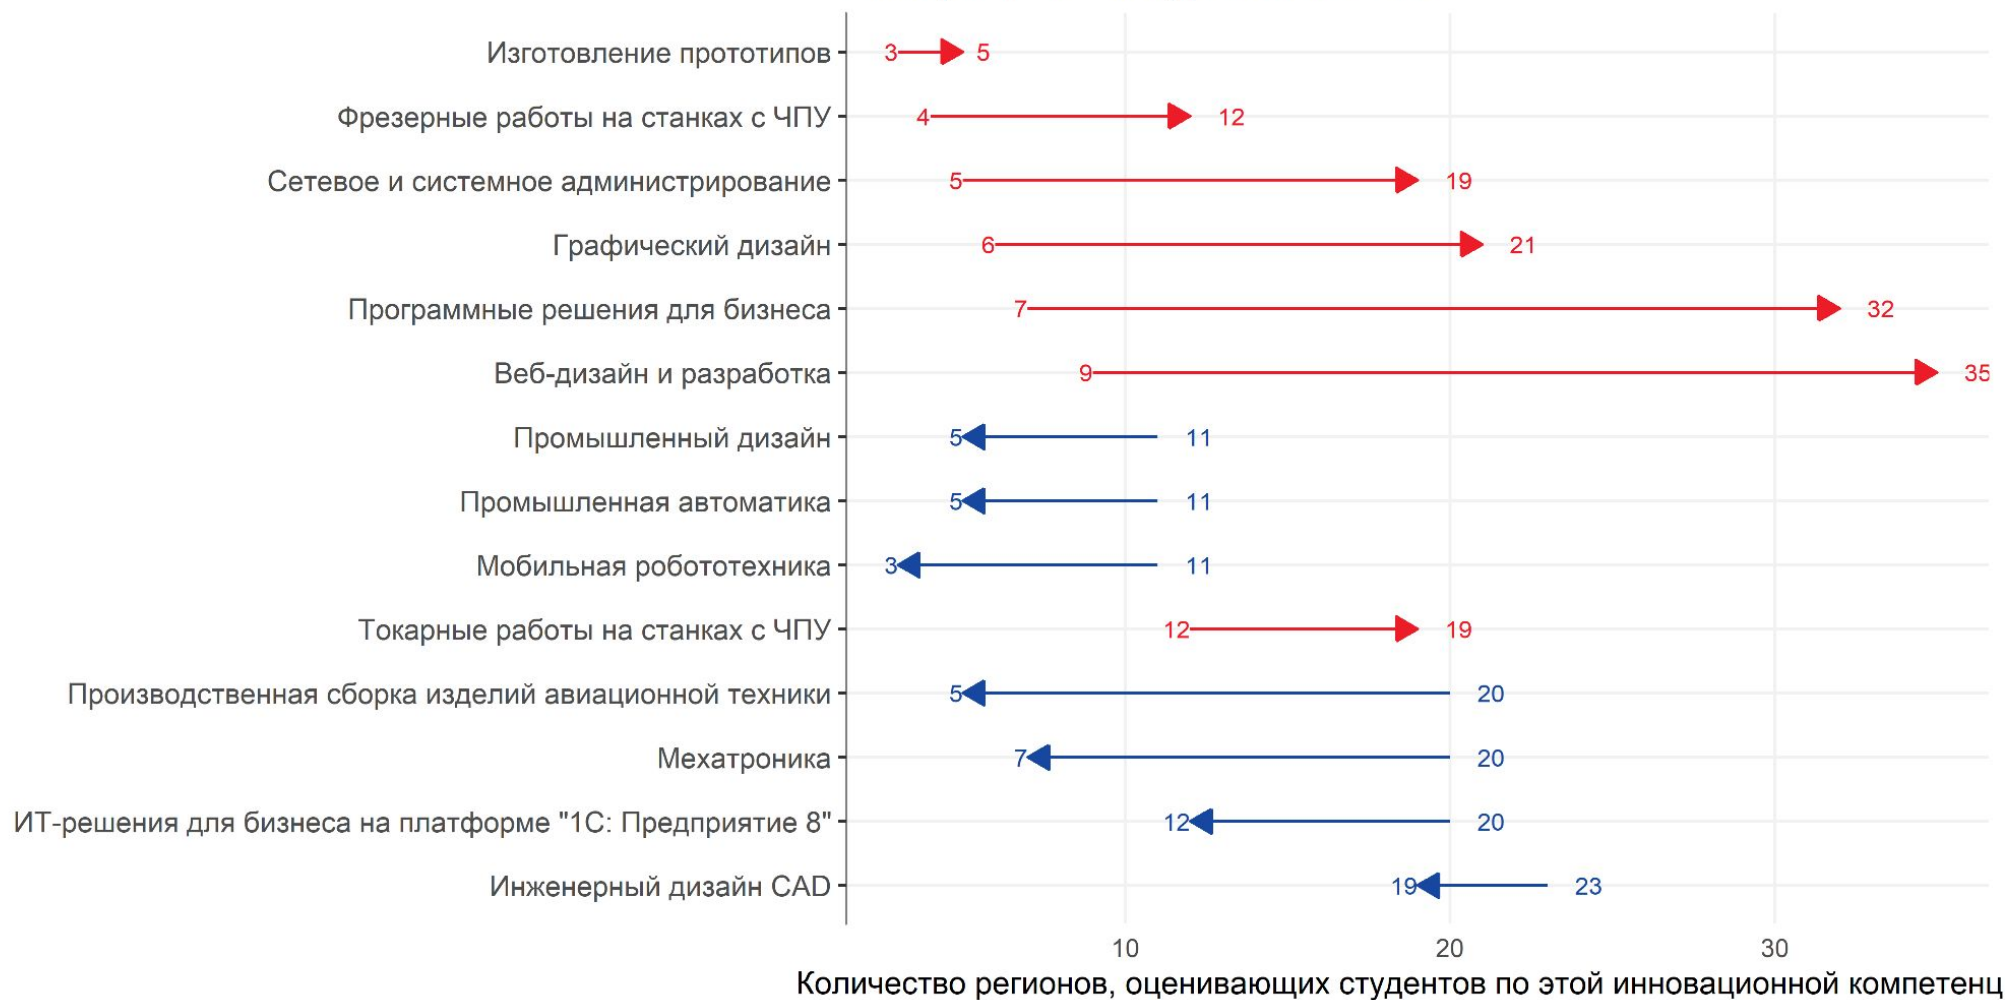 Изготовление прототипов 3 5
Фрезерные работы на станках с ЧПУ 4 12
Сетевое и системное администрирование 5 19
Графический дизайн 6 21
Программные решения для бизнеса 7 32
Веб-дизайн и разработка 9 35
Промышленный дизайн 5 11
Промышленная автоматика 5 11
Мобильная робототехника 3 11
Токарные работы на станках с ЧПУ 12 19
Производственная сборка изделий авиационной техники 5 20
Мехатроника 7 20
ИТ-решения для бизнеса на платформе "1С: Предприятие 8" 12 20
Инженерный дизайн CAD 19 23
10 20 30
Количество регионов, оценивающих студентов по этой инновационной компетенц